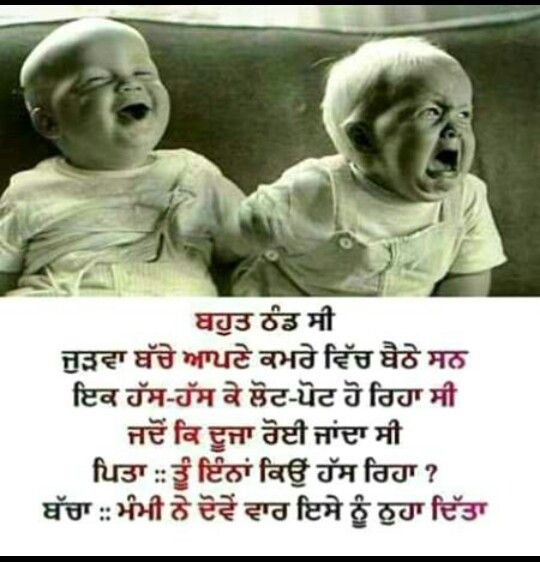 ਬਹੁਤ ਠੰਡ ਸੀ
ਜੁੜਵਾ ਬੱਚੇ ਆਪਣੇ ਕਮਰੇ ਵਿੱਚ ਬੈਠੇ ਸਨ
ਇਕ ਹੱਸ-ਹੱਸ ਕੇ ਲੋਟ-ਪੋਟ ਹੋ ਰਿਹਾ ਸੀ
ਜਦੋਂ ਕਿ ਦੂਜਾ ਰੋਈ ਜਾਂਦਾ ਸੀ
ਪਿਤਾ :: ਤੂੰ ਇੰਨਾਂ ਕਿਉਂ ਹੱਸ ਰਿਹਾ ?
ਬੱਚਾ :: ਮੰਮੀ ਨੇ ਦੋਵੇਂ ਵਾਰ ਇਸੇ ਨੂੰ ਨੁਹਾ ਦਿੱਤਾ